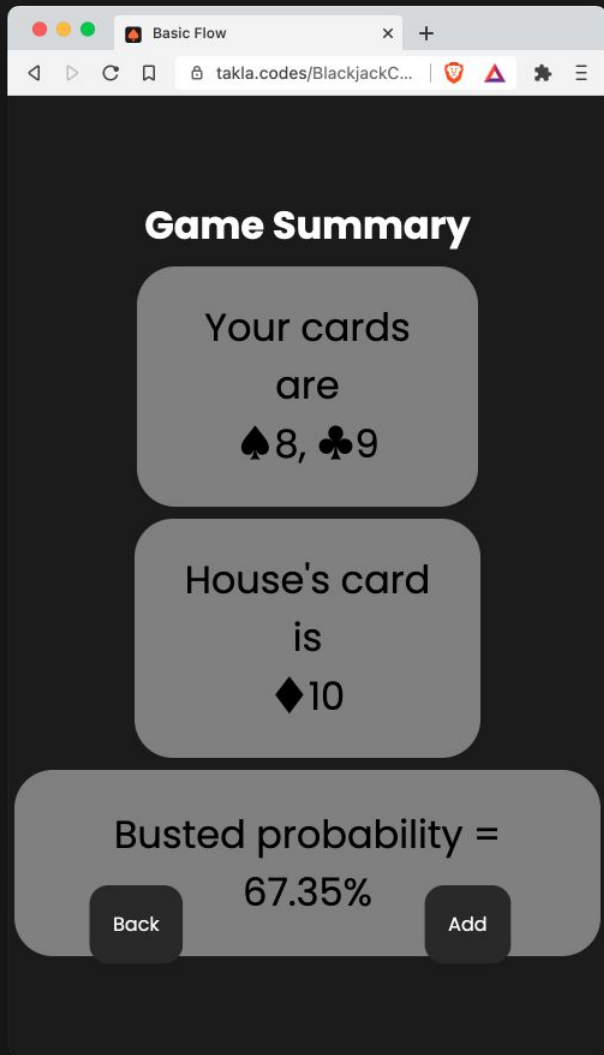 Basic Flow
takla.codes/BlackjackC...
Game Summary
Your cards
are
♠8, ♣9
House's card
is
♦10
Busted probability =
67.35%
Back
Add